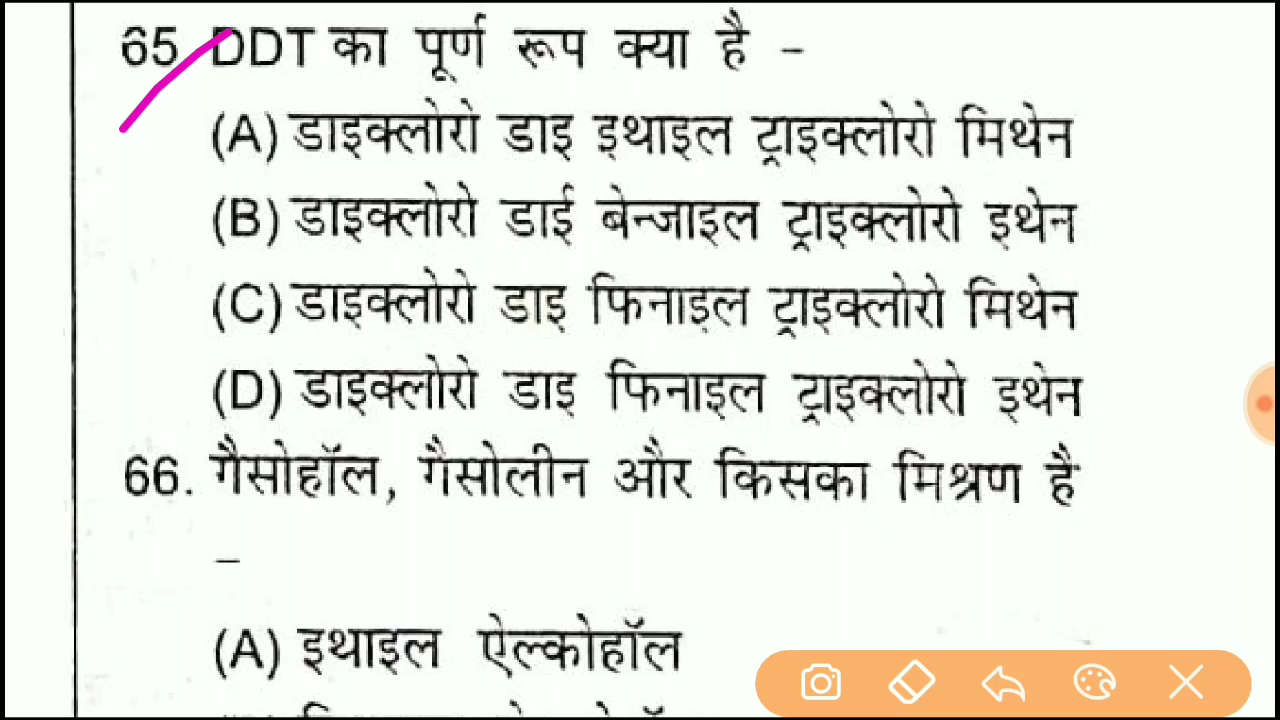 65. DDT का पूर्ण रूप क्या है –
(A) डाइक्लोरो डाइ इथाइल ट्राइक्लोरो मिथेन
(B) डाइक्लोरो डाई बेन्जाइल ट्राइक्लोरो इथेन
(C) डाइक्लोरो डाइ फिनाइल ट्राइक्लोरो मिथेन
(D) डाइक्लोरो डाइ फिनाइल ट्राइक्लोरो इथेन
66. गैसोहॉल, गैसोलीन और किसका मिश्रण है
–
(A) इथाइल ऐल्कोहॉल